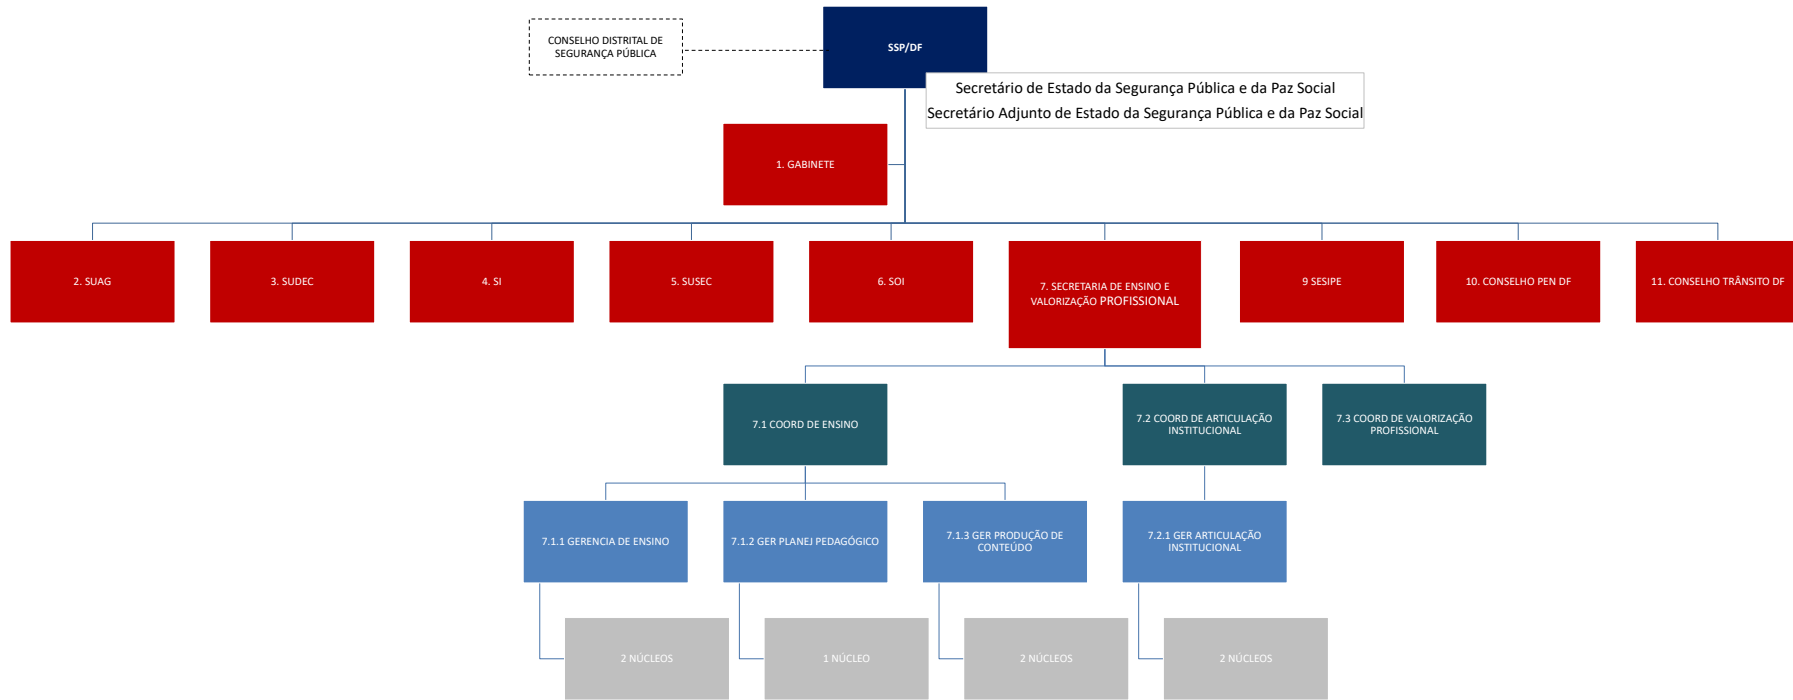 CONSELHO DISTRITAL DE
SEGURANÇA PÚBLICA
SSP/DF
Secretário de Estado da Segurança Pública e da Paz Social
Secretário Adjunto de Estado da Segurança Pública e da Paz Social
1. GABINETE
2. SUAG
3. SUDEC
4. SI
5. SUSEC
6. SOI
7. SECRETARIA DE ENSINO E
VALORIZAÇÃO PROFISSIONAL
9 SESIPE
10. CONSELHO PEN DF
11. CONSELHO TRÂNSITO DF
7.1 COORD DE ENSINO
7.2 COORD DE ARTICULAÇÃO
INSTITUCIONAL
7.3 COORD DE VALORIZAÇÃO
PROFISSIONAL
7.1.1 GERENCIA DE ENSINO
7.1.2 GER PLANEJ PEDAGÓGICO
7.1.3 GER PRODUÇÃO DE
CONTEÚDO
7.2.1 GER ARTICULAÇÃO
INSTITUCIONAL
2 NÚCLEOS
1 NÚCLEO
2 NÚCLEOS
2 NÚCLEOS